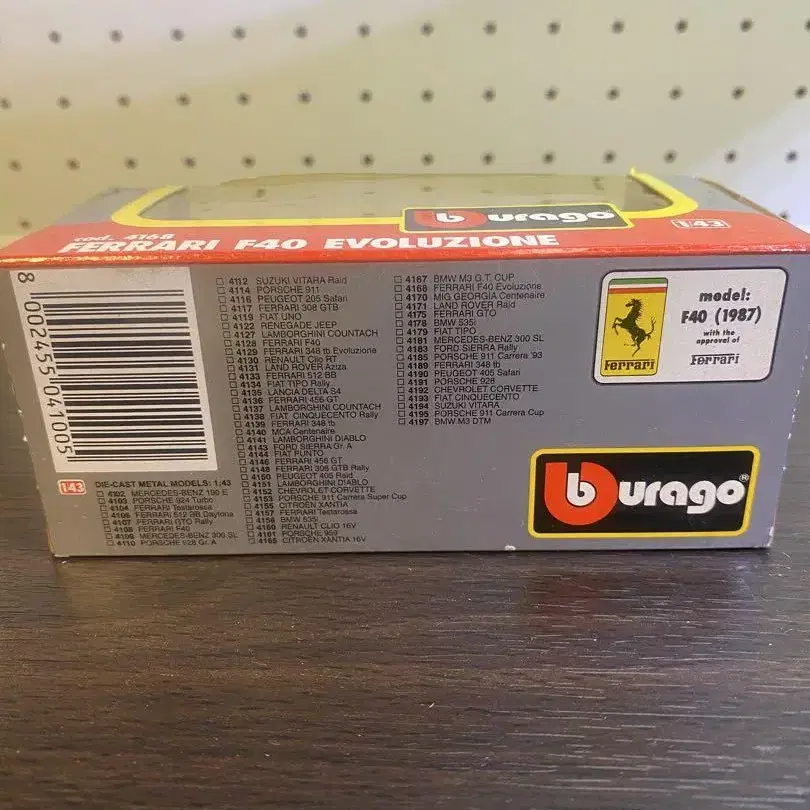 burago
1:43
cod. 4168
FERRARI F40 EVOLUZIONE
8 002455 041005
1:43 DIE-CAST METAL MODELS: 1:43
4102 MERCEDES-BENZ 190 E
4103 PORSCHE 924 Turbo
4104 FERRARI Testarossa
4106 FERRARI 512 BB Daytona
4107 FERRARI GTO Rally
4108 FERRARI F40
4109 MERCEDES-BENZ 300 SL
4110 PORSCHE 928 Gr. A
4112 SUZUKI VITARA Raid
4114 PORSCHE 911
4116 PEUGEOT 205 Safari
4117 FERRARI 308 GTB
4119 FIAT UNO
4122 RENEGADE JEEP
4127 LAMBORGHINI COUNTACH
4128 FERRARI F40
4129 FERRARI 348 tb Evoluzione
4130 RENAULT Clio RT
4131 LAND ROVER Aziza
4133 FERRARI 512 BB
4134 FIAT TIPO Rally
4135 LANCIA DELTA S4
4136 FERRARI 456 GT
4137 LAMBORGHINI COUNTACH
4138 FIAT CINQUECENTO Rally
4139 FERRARI 348 tb
4140 MCA Centenaire
4141 LAMBORGHINI DIABLO
4143 FORD SIERRA Gr. A
4144 FIAT PUNTO
4146 FERRARI 456 GT
4148 FERRARI 308 GTB Rally
4150 PEUGEOT 405 Raid
4151 LAMBORGHINI DIABLO
4152 CHEVROLET CORVETTE
4153 PORSCHE 911 Carrera Super Cup
4155 CITROËN XANTIA
4157 FERRARI Testarossa
4158 BMW 535i
4160 RENAULT CLIO 16V
4161 PORSCHE 959
4165 CITROËN XANTIA 16V
4167 BMW M3 G.T. CUP
4168 FERRARI F40 Evoluzione
4170 MIG GEORGIA Centenaire
4171 LAND ROVER Raid
4175 FERRARI GTO
4178 BMW 535i
4179 FIAT TIPO
4181 MERCEDES-BENZ 300 SL
4183 FORD SIERRA Rally
4185 PORSCHE 911 Carrera '93
4189 FERRARI 348 tb
4190 PEUGEOT 405 Safari
4191 PORSCHE 928
4192 CHEVROLET CORVETTE
4193 FIAT CINQUECENTO
4194 SUZUKI VITARA
4195 PORSCHE 911 Carrera Cup
4197 BMW M3 DTM
Ferrari
model:
F40 (1987)
with the
approval of
Ferrari
burago®